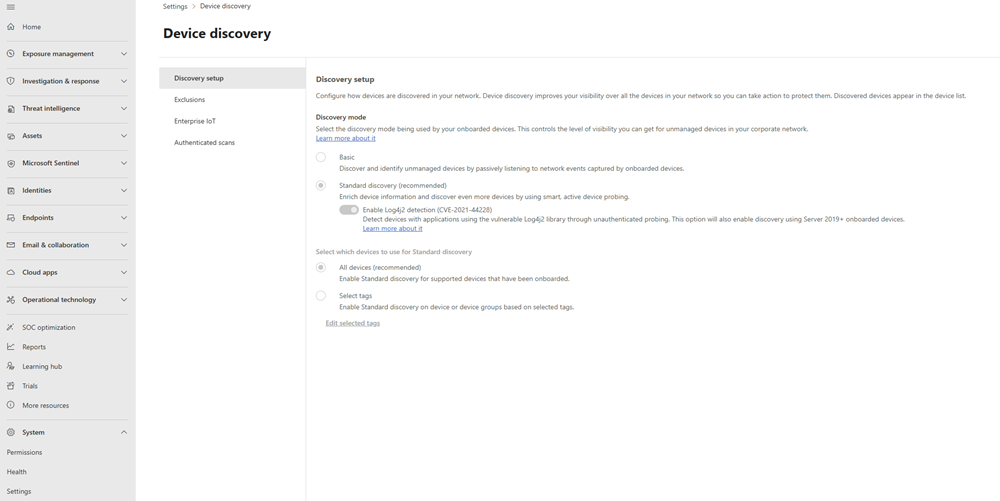 Settings > Device discovery
Home
Exposure management
Investigation & response
Threat intelligence
Assets
Microsoft Sentinel
Identities
Endpoints
Email & collaboration
Cloud apps
Operational technology
SOC optimization
Reports
Learning hub
Trials
More resources
System
Permissions
Health
Settings
Device discovery
Discovery setup
Exclusions
Enterprise IoT
Authenticated scans
Discovery setup
Configure how devices are discovered in your network. Device discovery improves your visibility over all the devices in your network so you can take action to protect them. Discovered devices appear in the device list.
Discovery mode
Select the discovery mode being used by your onboarded devices. This controls the level of visibility you can get for unmanaged devices in your corporate network.
Learn more about it
Basic
Discover and identify unmanaged devices by passively listening to network events captured by onboarded devices.
Standard discovery (recommended)
Enrich device information and discover even more devices by using smart, active device probing.
Enable Log4j2 detection (CVE-2021-44228)
Detect devices with applications using the vulnerable Log4j2 library through unauthenticated probing. This option will also enable discovery using Server 2019+ onboarded devices.
Learn more about it
Select which devices to use for Standard discovery
All devices (recommended)
Enable Standard discovery for supported devices that have been onboarded.
Select tags
Enable Standard discovery on device or device groups based on selected tags.
Edit selected tags